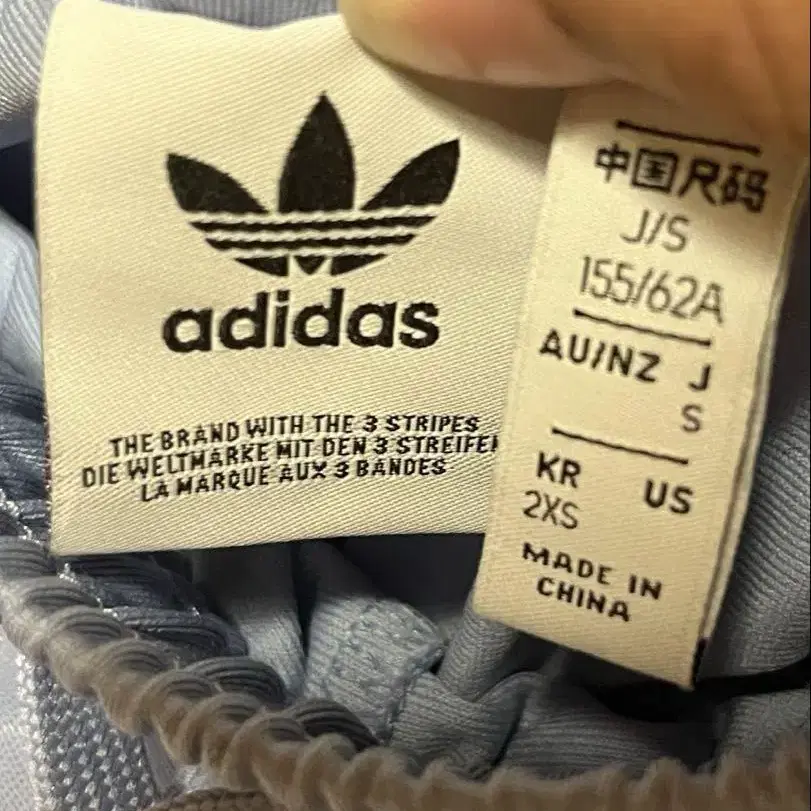 adidas
THE BRAND WITH THE 3 STRIPES
DIE WELTMARKE MIT DEN 3 STREIFEN
LA MARQUE AUX 3 BANDES
中国尺码
J/S
155/62A
AU/NZ J
S
KR US
2XS
MADE IN
CHINA